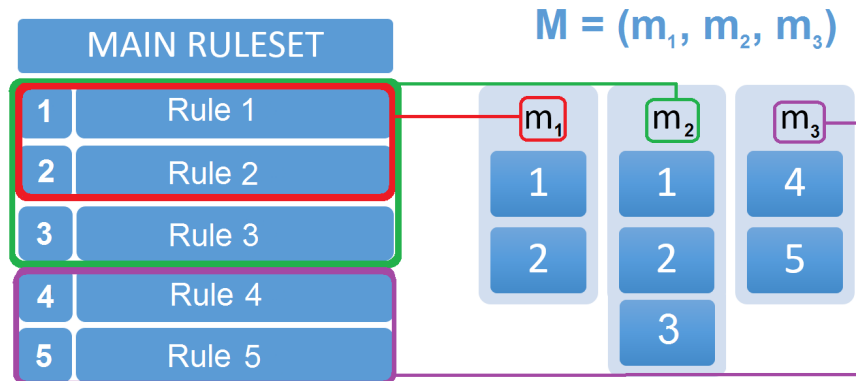 M = (m₁, m₂, m₃)
MAIN RULESET
1 Rule 1
2 Rule 2
3 Rule 3
4 Rule 4
5 Rule 5
m₁ m₂ m₃
1 1 4
2 2 5
3